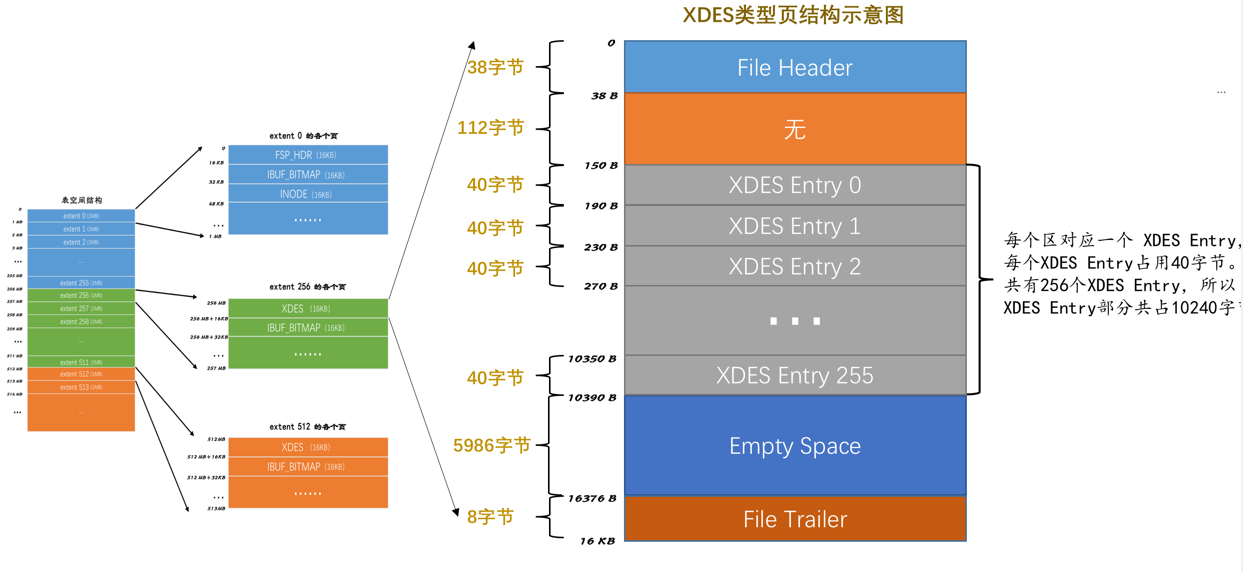 XDES类型页结构示意图
表空间结构
0
extent 0 (1MB)
1 MB
extent 1 (1MB)
2 MB
extent 2 (1MB)
3 MB
...
...
255 MB
extent 255 (1MB)
256 MB
extent 256 (1MB)
257 MB
extent 257 (1MB)
258 MB
extent 258 (1MB)
259 MB
...
...
511 MB
extent 511 (1MB)
512 MB
extent 512 (1MB)
513 MB
extent 513 (1MB)
514 MB
...
...
extent 0 的各个页
0
FSP_HDR (16KB)
16 KB
IBUF_BITMAP (16KB)
32 KB
INODE (16KB)
48 KB
......
...
1 MB
extent 256 的各个页
256 MB
XDES (16KB)
256 MB+16KB
IBUF_BITMAP (16KB)
256 MB+32KB
......
...
257 MB
extent 512 的各个页
512MB
XDES (16KB)
512 MB+16KB
IBUF_BITMAP (16KB)
512 MB+32KB
......
...
513MB
0
38字节
File Header
38 B
112字节
无
150 B
40字节
XDES Entry 0
190 B
40字节
XDES Entry 1
230 B
40字节
XDES Entry 2
270 B
...
10350 B
40字节
XDES Entry 255
10390 B
5986字节
Empty Space
16376 B
8字节
File Trailer
16 KB
...
每个区对应一个 XDES Entry,
每个XDES Entry占用40字节。
共有256个XDES Entry, 所以
XDES Entry部分共占10240字